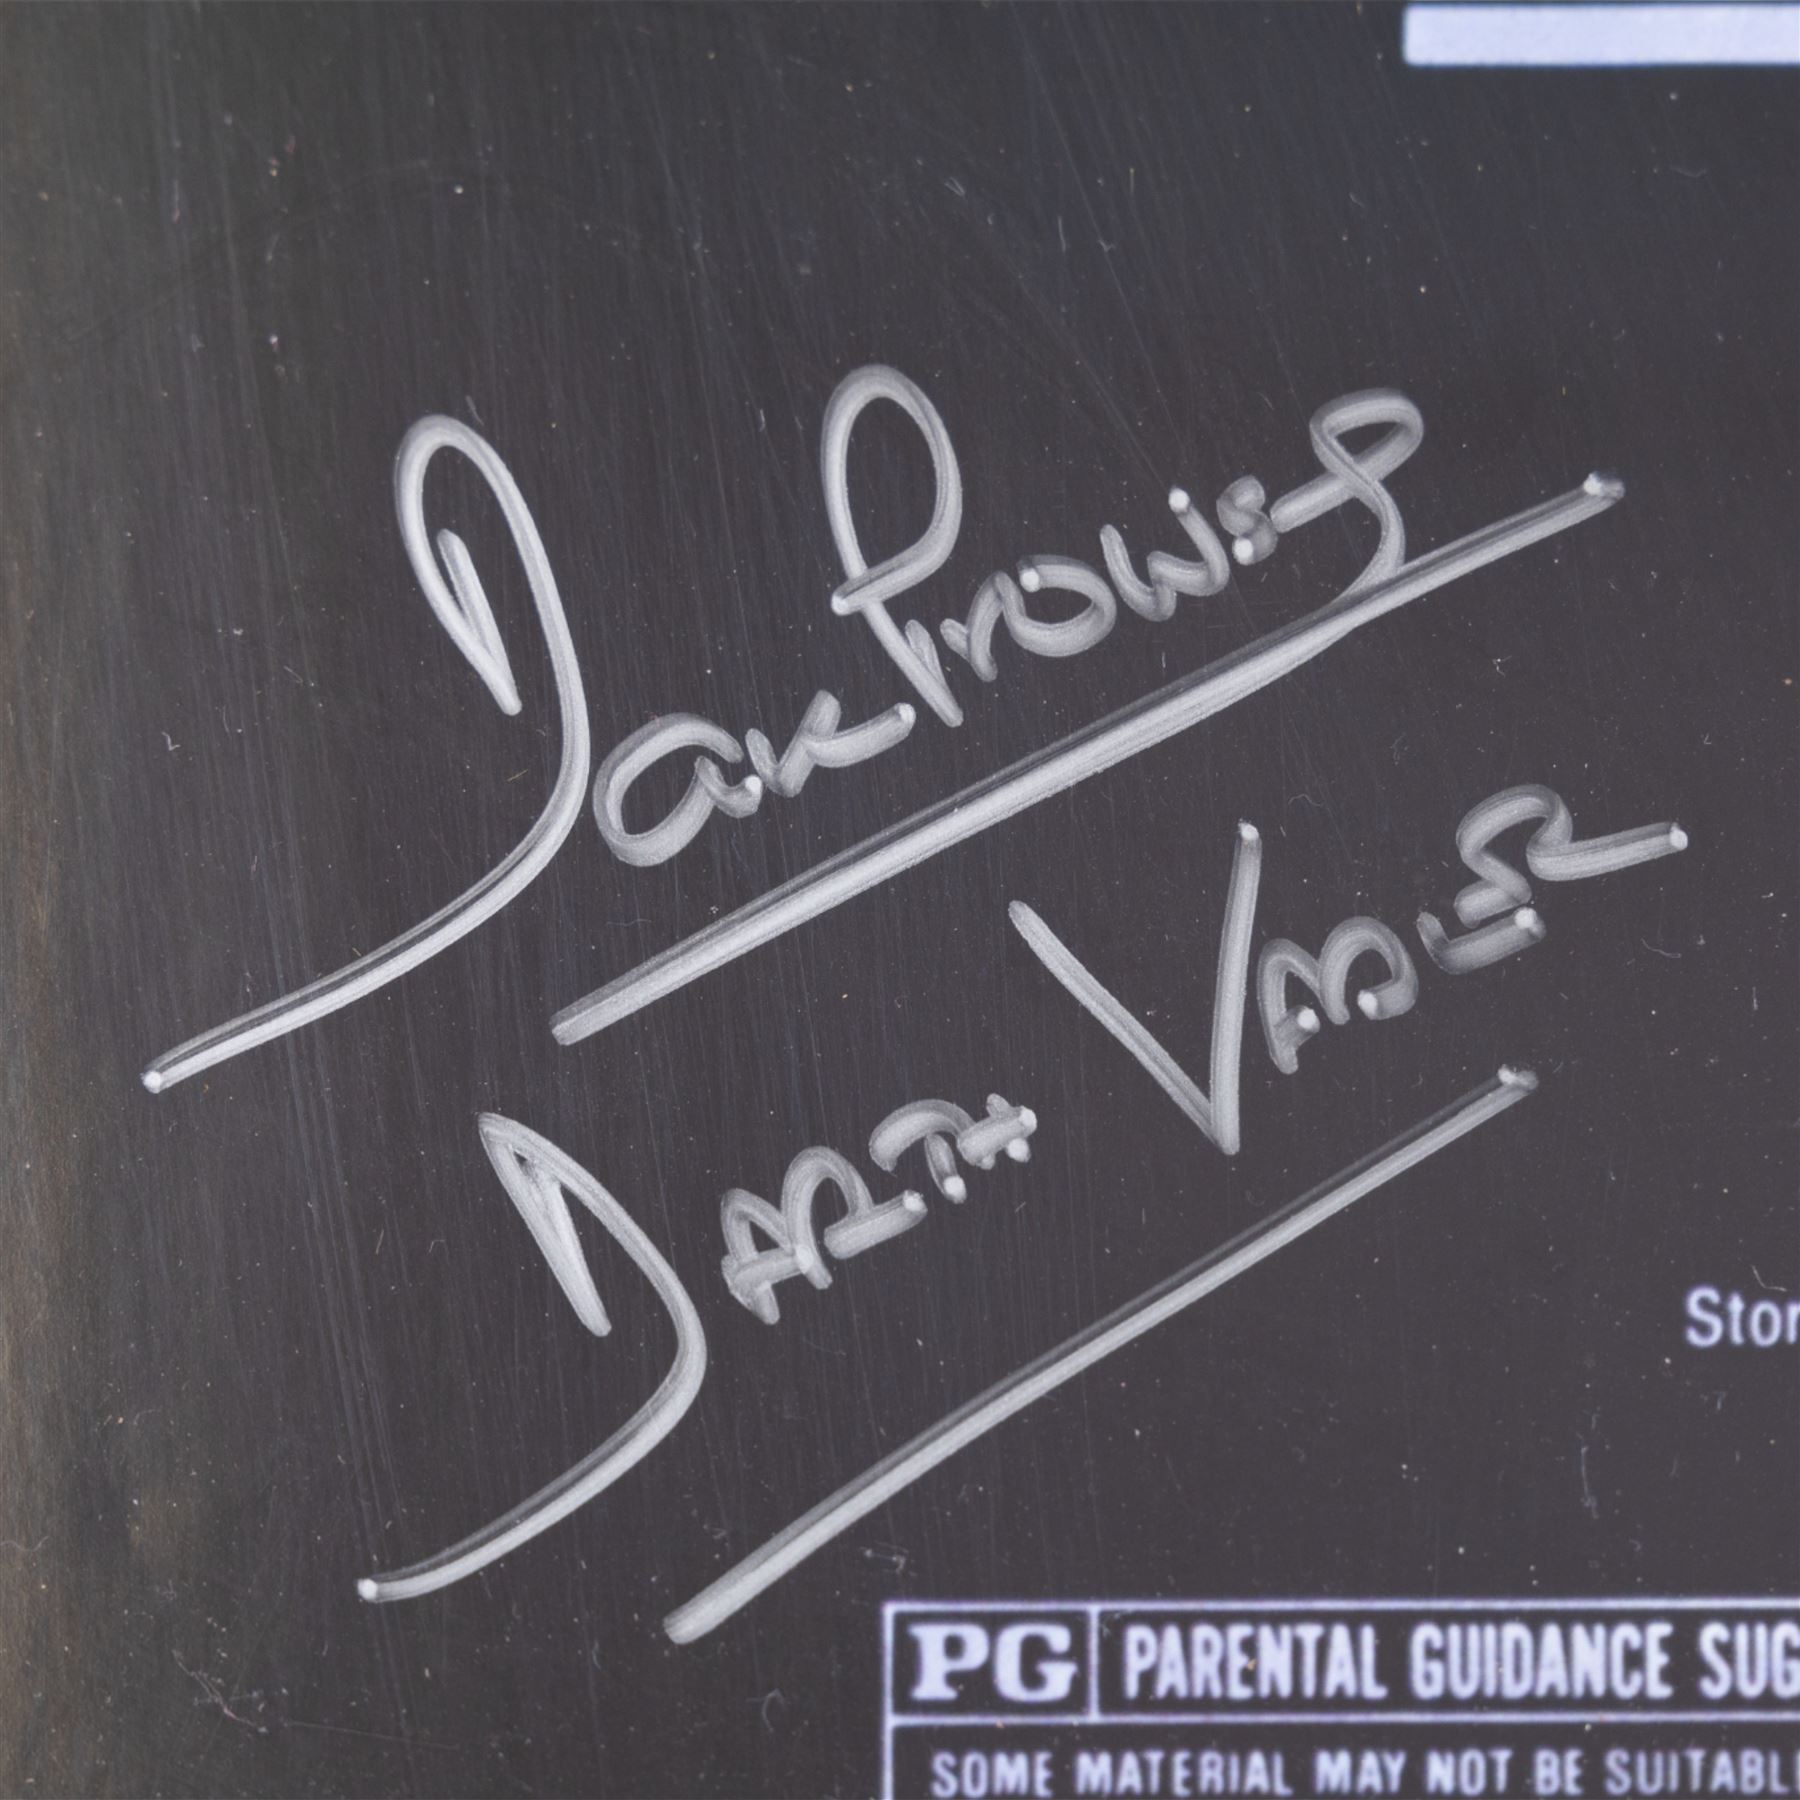 Dave Prowse
DARTH VADER
Stor
PG PARENTAL GUIDANCE SUG
SOME MATERIAL MAY NOT BE SUITABL